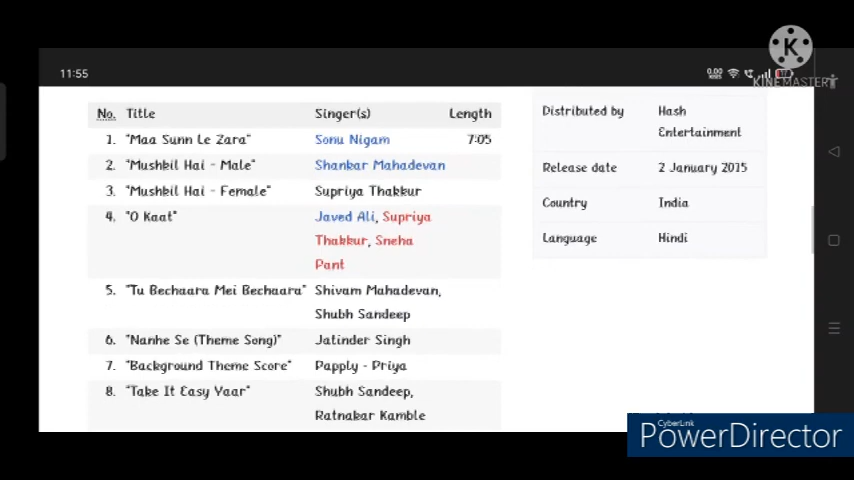 11:55
0.00
KINEMASTER
No. Title Singer(s) Length
1. "Maa Sunn Le Zara" Sonu Nigam 7:05
2. "Mushkil Hai - Male" Shankar Mahadevan
3. "Mushkil Hai - Female" Supriya Thakkur
4. "O Kaat" Javed Ali, Supriya
Thakkur, Sneha
Pant
5. "Tu Bechaara Mei Bechaara" Shivam Mahadevan,
Shubh Sandeep
6. "Nanhe Se (Theme Song)" Jatinder Singh
7. "Background Theme Score" Papply - Priya
8. "Take It Easy Yaar" Shubh Sandeep,
Ratnakar Kamble
Distributed by Hash
Entertainment
Release date 2 January 2015
Country India
Language Hindi
CyberLink
PowerDirector